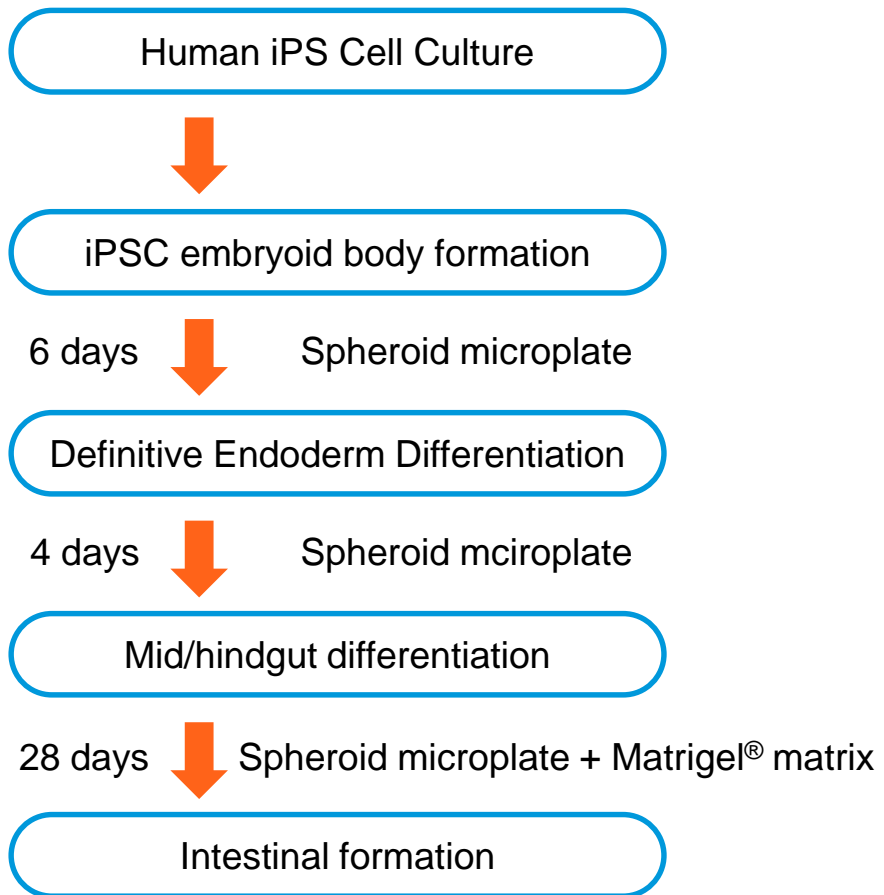 Human iPS Cell Culture
iPSC embryoid body formation
6 days Spheroid microplate
Definitive Endoderm Differentiation
4 days Spheroid mciroplate
Mid/hindgut differentiation
28 days Spheroid microplate + Matrigel® matrix
Intestinal formation